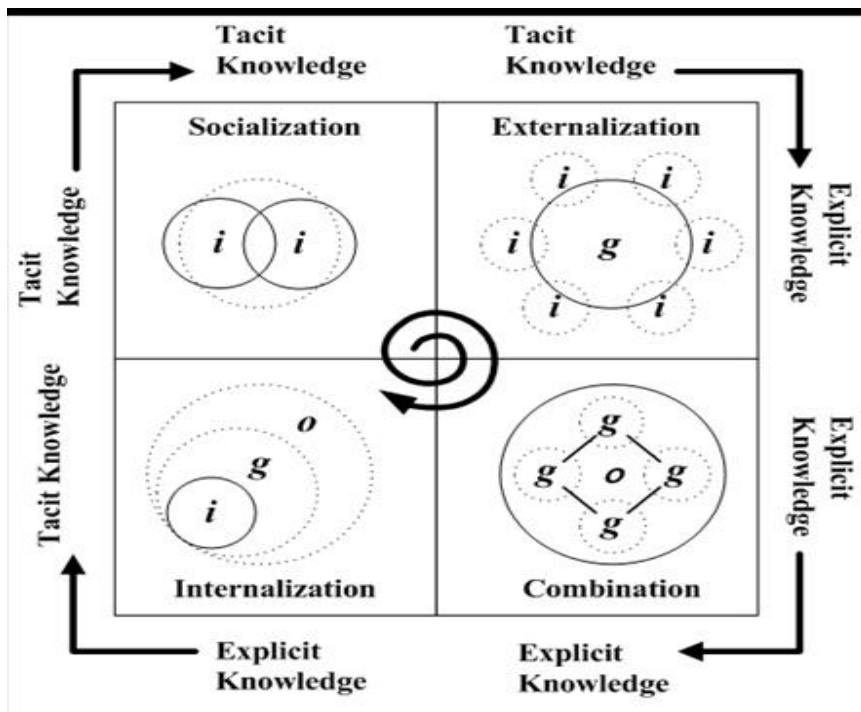 Tacit
Knowledge
Tacit
Knowledge
Socialization
Externalization
i i
i i
i g i
i i
Tacit
Knowledge
Explicit
Knowledge
o
g
i
g
g o g
g
Tacit Knowledge
Explicit
Knowledge
Internalization
Combination
Explicit
Knowledge
Explicit
Knowledge